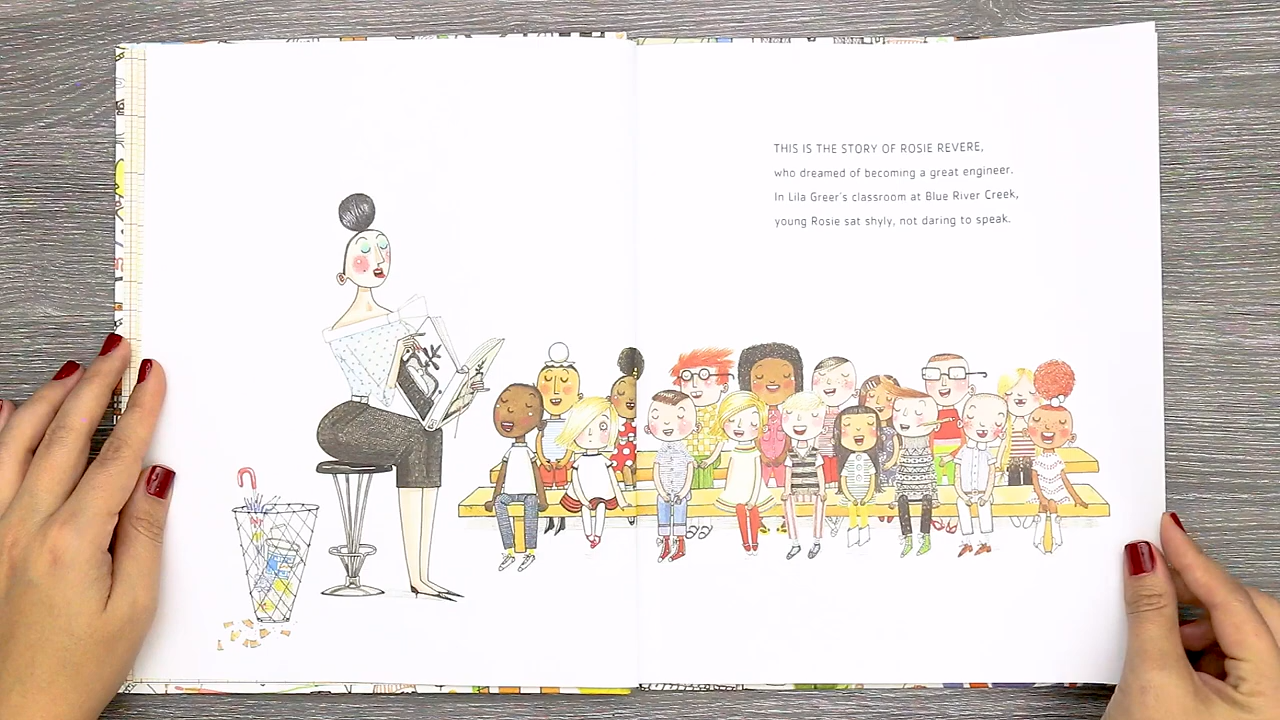 THIS IS THE STORY OF ROSIE REVERE,
who dreamed of becoming a great engineer.
In Lila Greer's classroom at Blue River Creek,
young Rosie sat shyly, not daring to speak.